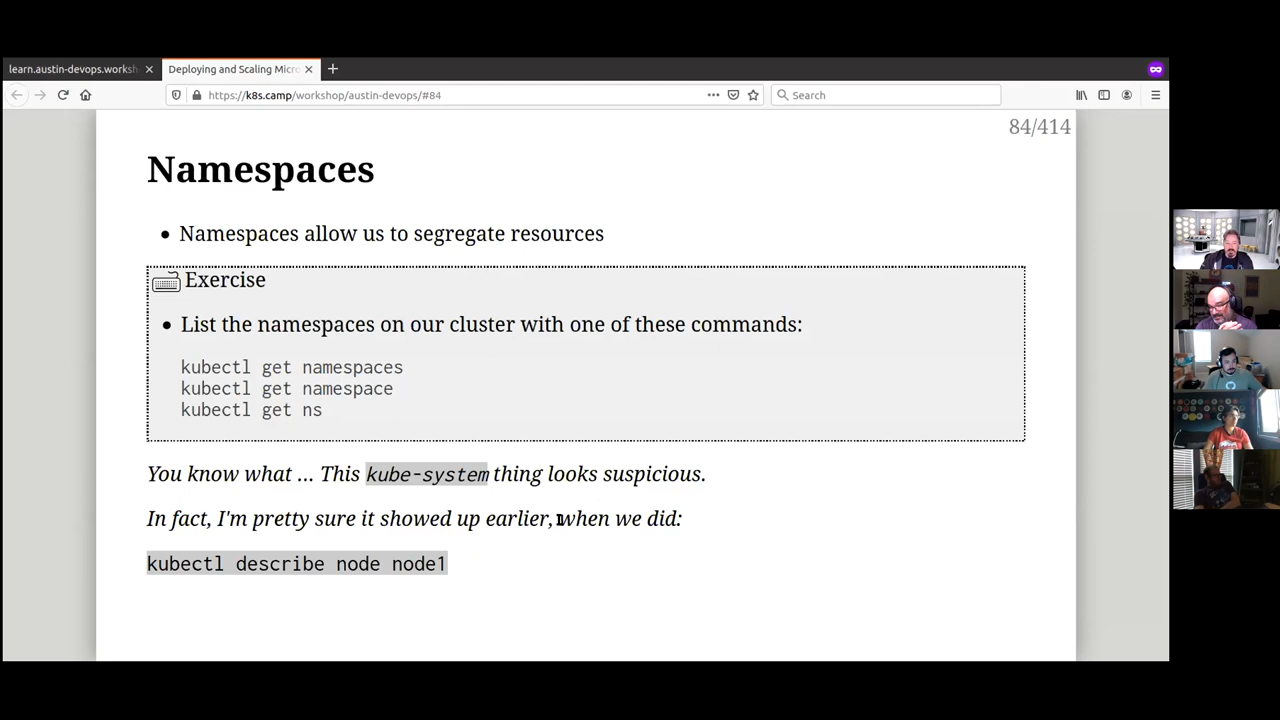 learn.austin-devops.worksh
Deploying and Scaling Micr
https://k8s.camp/workshop/austin-devops/#84
Search
84/414
Namespaces
• Namespaces allow us to segregate resources
Exercise
• List the namespaces on our cluster with one of these commands:
kubectl get namespaces
kubectl get namespace
kubectl get ns
You know what ... This kube-system thing looks suspicious.
In fact, I'm pretty sure it showed up earlier, when we did:
kubectl describe node node1